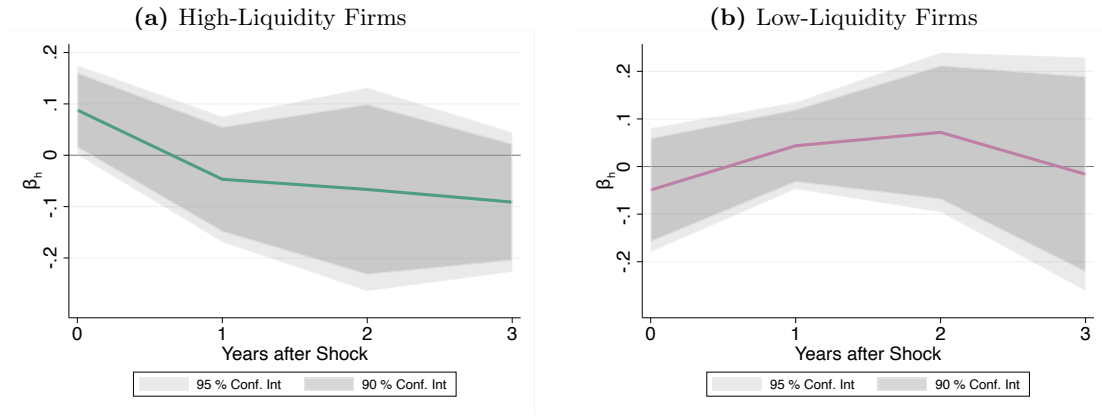 (a) High-Liquidity Firms
.2
.1
0
-.1
-.2
βh
0 1 2 3
Years after Shock
95 % Conf. Int 90 % Conf. Int
(b) Low-Liquidity Firms
.2
.1
0
-.1
-.2
βh
0 1 2 3
Years after Shock
95 % Conf. Int 90 % Conf. Int